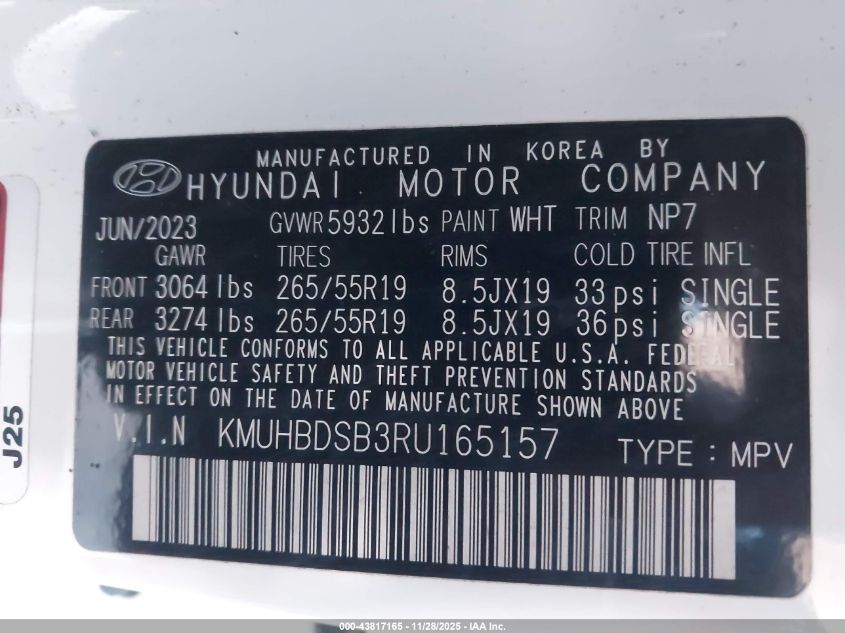 MANUFACTURED IN KOREA BY
HYUNDAI MOTOR COMPANY
JUN/2023 GVWR 5932 lbs PAINT WHT TRIM NP7
GAWR TIRES RIMS COLD TIRE INFL
FRONT 3064 lbs 265/55R19 8.5JX19 33 psi SINGLE
REAR 3274 lbs 265/55R19 8.5JX19 36 psi SINGLE
THIS VEHICLE CONFORMS TO ALL APPLICABLE U.S.A. FEDERAL
MOTOR VEHICLE SAFETY AND THEFT PREVENTION STANDARDS
IN EFFECT ON THE DATE OF MANUFACTURE SHOWN ABOVE
V.I.N KMUHBDSB3RU165157 TYPE : MPV
J25
000-43817165 - 11/28/2025 - IAA Inc.